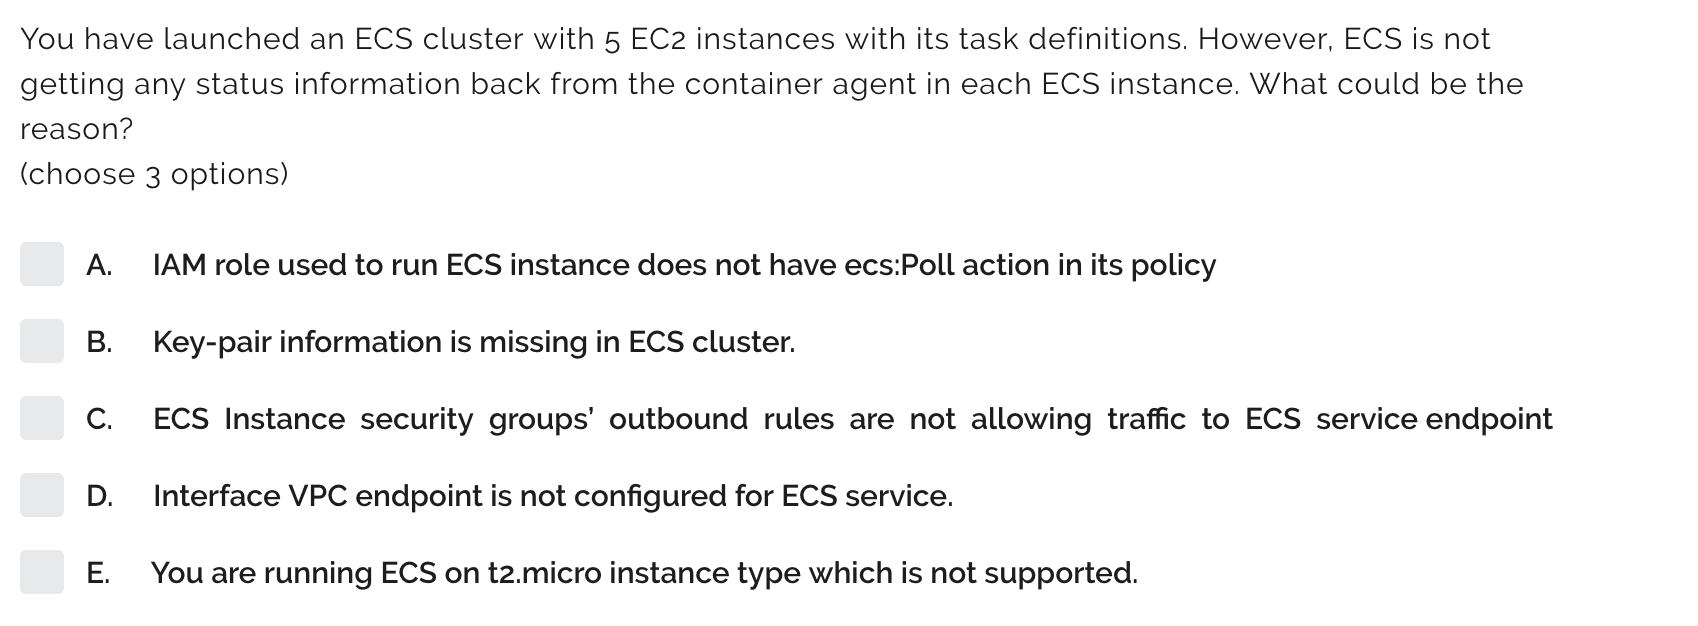 You have launched an ECS cluster with 5 EC2 instances with its task definitions. However, ECS is not
getting any status information back from the container agent in each ECS instance. What could be the
reason?
(choose 3 options)
A. IAM role used to run ECS instance does not have ecs:Poll action in its policy
B. Key-pair information is missing in ECS cluster.
C. ECS Instance security groups’ outbound rules are not allowing traffic to ECS service endpoint
D. Interface VPC endpoint is not configured for ECS service.
E. You are running ECS on t2.micro instance type which is not supported.